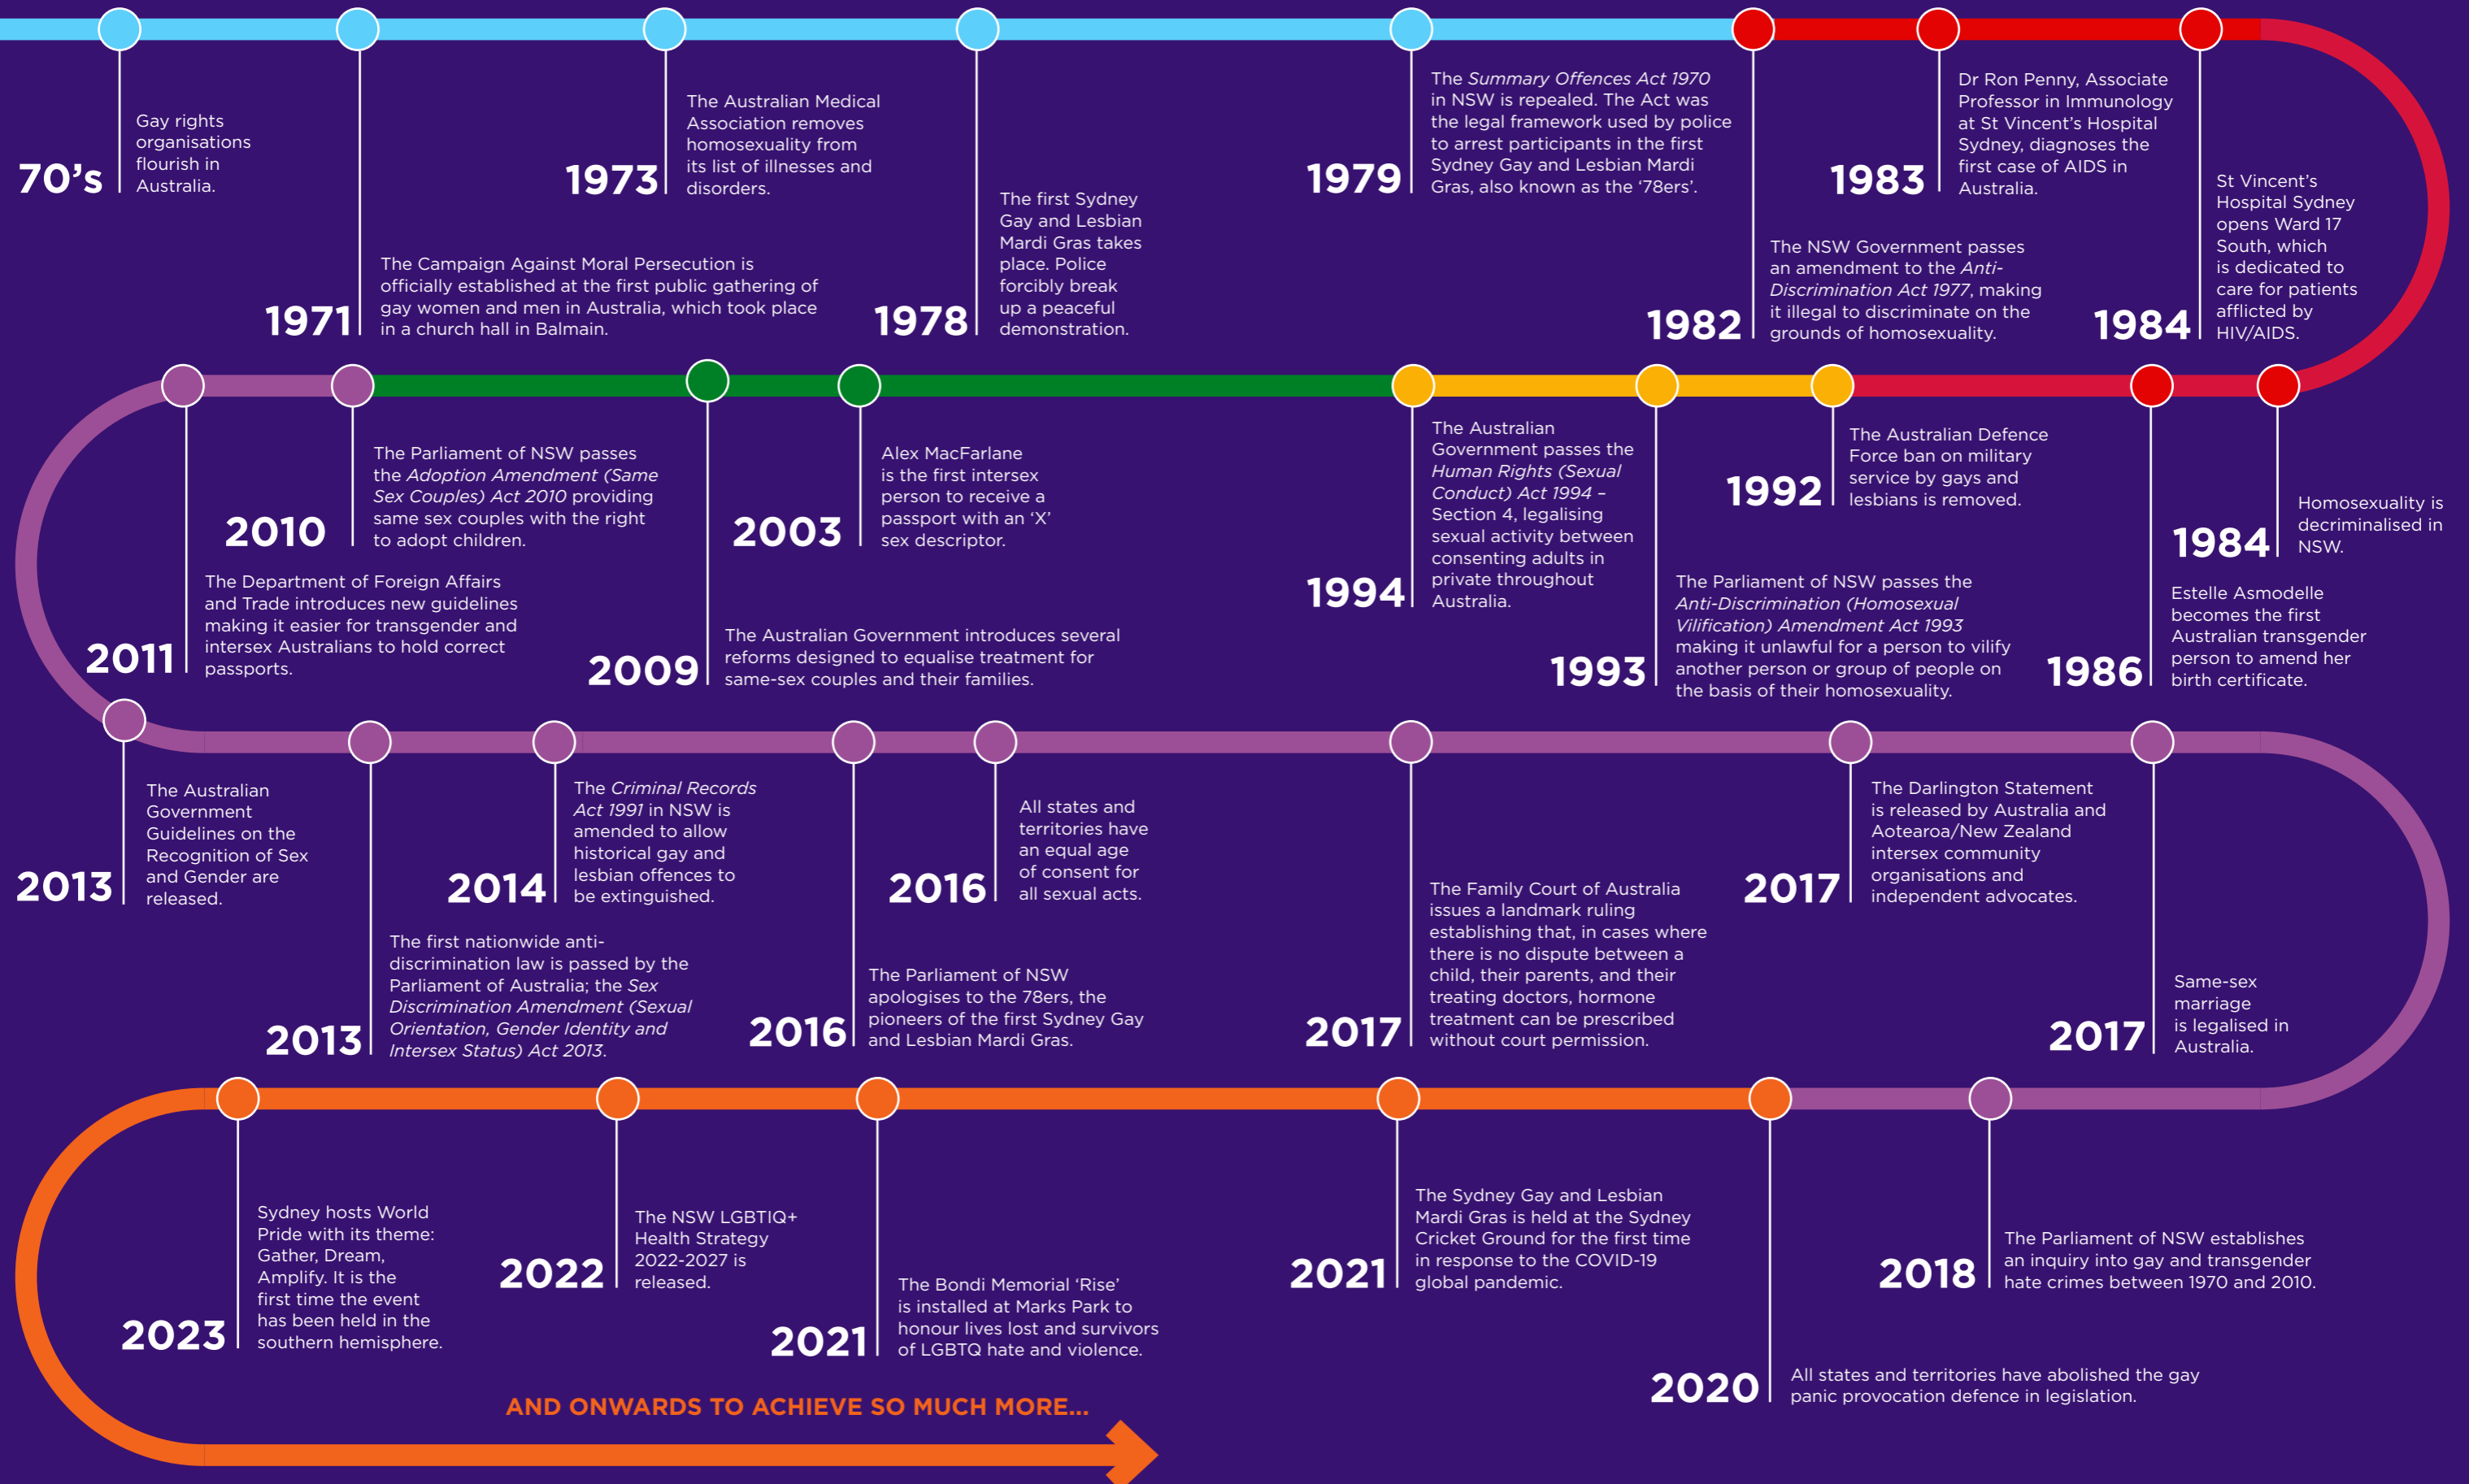 70's
Gay rights
organisations
flourish in
Australia.
1971
The Campaign Against Moral Persecution is
officially established at the first public gathering of
gay women and men in Australia, which took place
in a church hall in Balmain.
1973
The Australian Medical
Association removes
homosexuality from
its list of illnesses and
disorders.
1978
The first Sydney
Gay and Lesbian
Mardi Gras takes
place. Police
forcibly break
up a peaceful
demonstration.
1979
The Summary Offences Act 1970
in NSW is repealed. The Act was
the legal framework used by police
to arrest participants in the first
Sydney Gay and Lesbian Mardi
Gras, also known as the ‘78ers’.
1982
The NSW Government passes
an amendment to the Anti-
Discrimination Act 1977, making
it illegal to discriminate on the
grounds of homosexuality.
1983
Dr Ron Penny, Associate
Professor in Immunology
at St Vincent’s Hospital
Sydney, diagnoses the
first case of AIDS in
Australia.
1984
St Vincent’s
Hospital Sydney
opens Ward 17
South, which
is dedicated to
care for patients
afflicted by
HIV/AIDS.
1984
Homosexuality is
decriminalised in
NSW.
1986
Estelle Asmodelle
becomes the first
Australian transgender
person to amend her
birth certificate.
1992
The Australian Defence
Force ban on military
service by gays and
lesbians is removed.
1993
The Parliament of NSW passes the
Anti-Discrimination (Homosexual
Vilification) Amendment Act 1993
making it unlawful for a person to vilify
another person or group of people on
the basis of their homosexuality.
1994
The Australian
Government passes the
Human Rights (Sexual
Conduct) Act 1994 –
Section 4, legalising
sexual activity between
consenting adults in
private throughout
Australia.
2003
Alex MacFarlane
is the first intersex
person to receive a
passport with an ‘X’
sex descriptor.
2009
The Australian Government introduces several
reforms designed to equalise treatment for
same-sex couples and their families.
2010
The Parliament of NSW passes
the Adoption Amendment (Same
Sex Couples) Act 2010 providing
same sex couples with the right
to adopt children.
2011
The Department of Foreign Affairs
and Trade introduces new guidelines
making it easier for transgender and
intersex Australians to hold correct
passports.
2013
The Australian
Government
Guidelines on the
Recognition of Sex
and Gender are
released.
2013
The first nationwide anti-
discrimination law is passed by the
Parliament of Australia; the Sex
Discrimination Amendment (Sexual
Orientation, Gender Identity and
Intersex Status) Act 2013.
2014
The Criminal Records
Act 1991 in NSW is
amended to allow
historical gay and
lesbian offences to
be extinguished.
2016
The Parliament of NSW
apologises to the 78ers, the
pioneers of the first Sydney Gay
and Lesbian Mardi Gras.
2016
All states and
territories have
an equal age
of consent for
all sexual acts.
2017
The Family Court of Australia
issues a landmark ruling
establishing that, in cases where
there is no dispute between a
child, their parents, and their
treating doctors, hormone
treatment can be prescribed
without court permission.
2017
The Darlington Statement
is released by Australia and
Aotearoa/New Zealand
intersex community
organisations and
independent advocates.
2017
Same-sex
marriage
is legalised in
Australia.
2018
The Parliament of NSW establishes
an inquiry into gay and transgender
hate crimes between 1970 and 2010.
2020
All states and territories have abolished the gay
panic provocation defence in legislation.
2021
The Sydney Gay and Lesbian
Mardi Gras is held at the Sydney
Cricket Ground for the first time
in response to the COVID-19
global pandemic.
2021
The Bondi Memorial ‘Rise’
is installed at Marks Park to
honour lives lost and survivors
of LGBTQ hate and violence.
2022
The NSW LGBTIQ+
Health Strategy
2022-2027 is
released.
2023
Sydney hosts World
Pride with its theme:
Gather, Dream,
Amplify. It is the
first time the event
has been held in the
southern hemisphere.
AND ONWARDS TO ACHIEVE SO MUCH MORE...